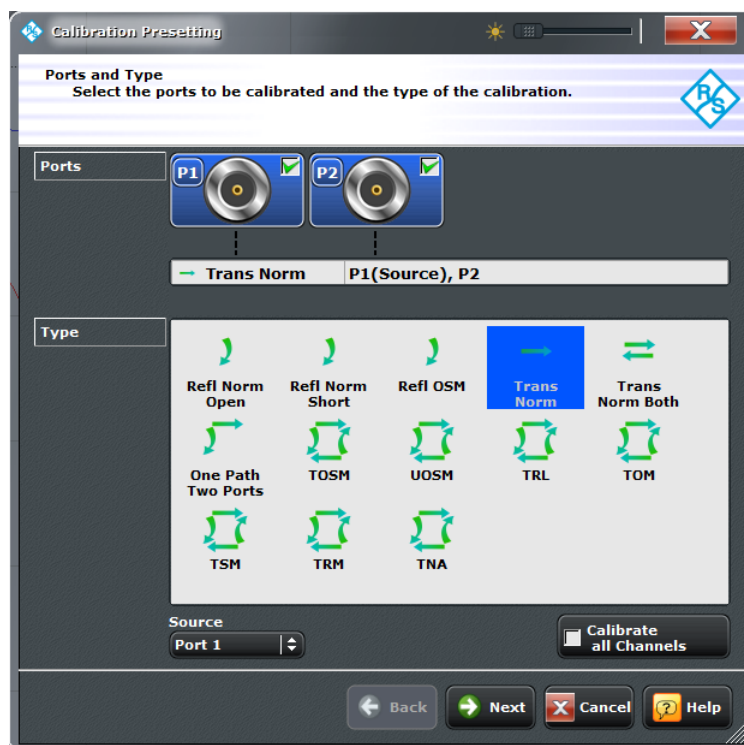 Calibration Presetting
X
Ports and Type
Select the ports to be calibrated and the type of the calibration.
R&S
Ports
P1
P2
Trans Norm P1(Source), P2
Type
Refl Norm
Open
Refl Norm
Short
Refl OSM
Trans
Norm
Trans
Norm Both
One Path
Two Ports
TOSM
UOSM
TRL
TOM
TSM
TRM
TNA
Source
Port 1
Calibrate
all Channels
Back
Next
X Cancel
? Help